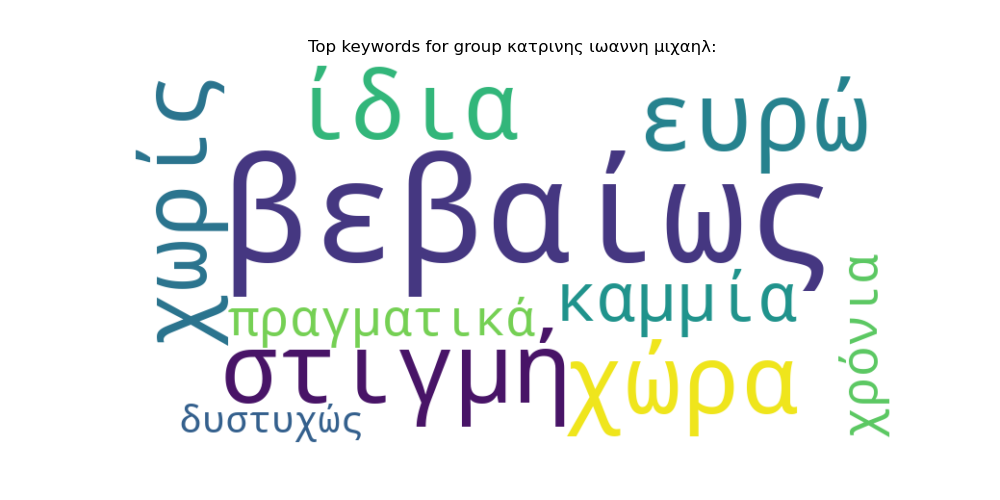 Top keywords for group κατρινης ιωαννη μιχαηλ:
χωρίς
ίδια
ευρώ
βεβαίως
πραγματικά
καμμία
χρόνια
στιγμή
χώρα
δυστυχώς